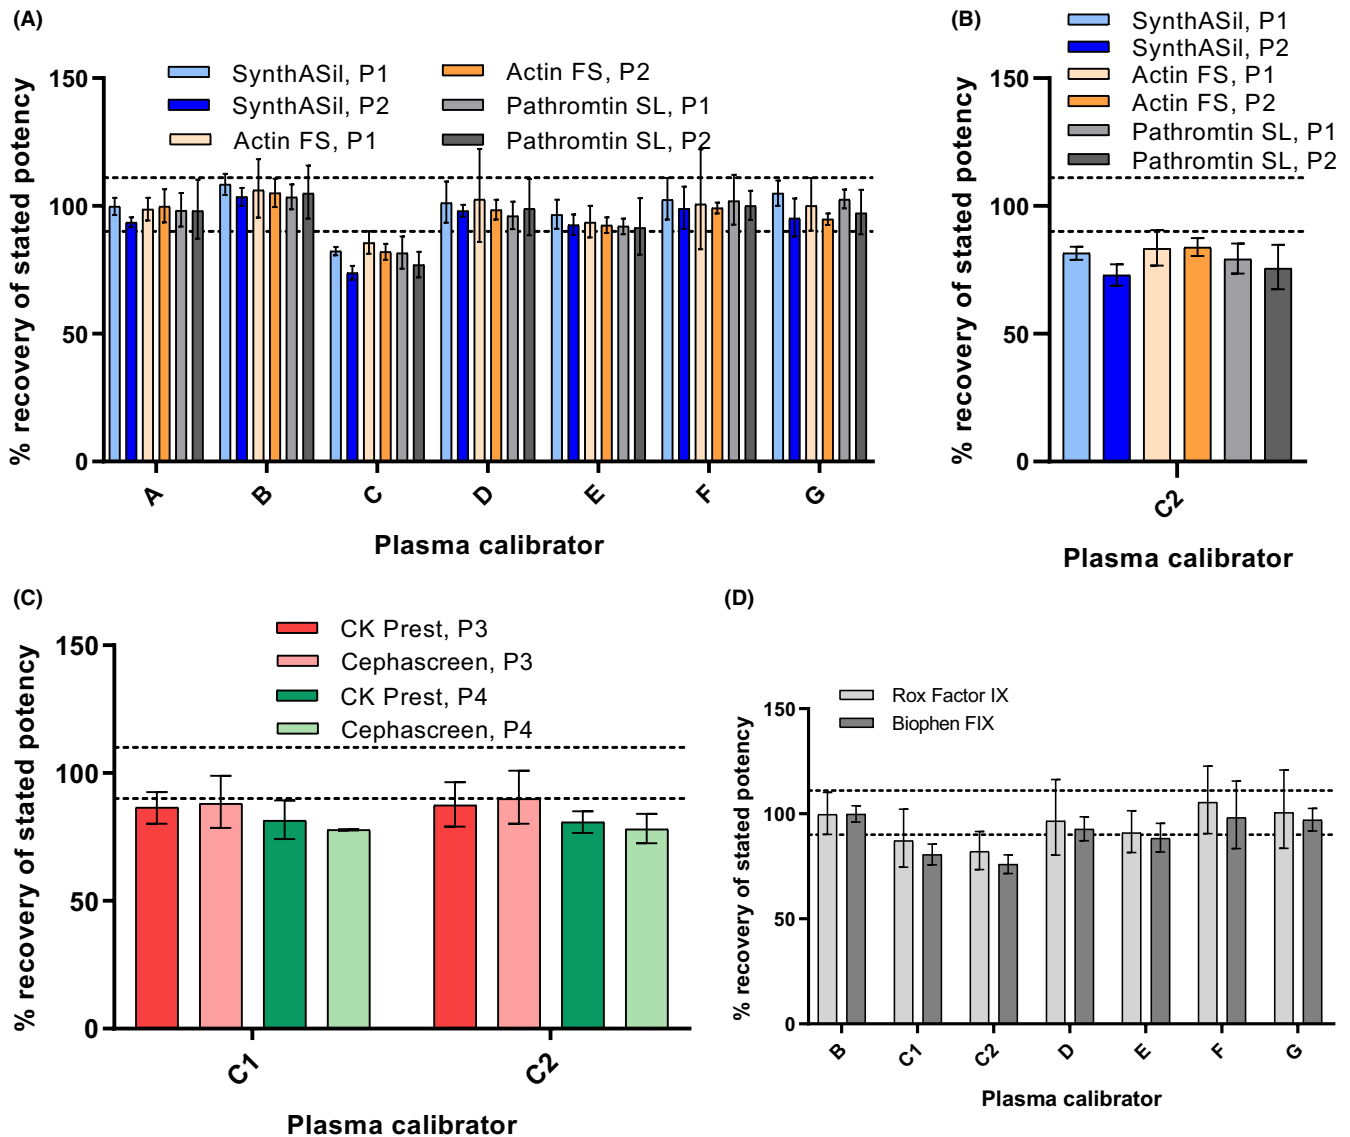 (A)
SynthASil, P1
SynthASil, P2
Actin FS, P1
Actin FS, P2
Pathromtin SL, P1
Pathromtin SL, P2
% recovery of stated potency
150
100
50
0
A B C D E F G
Plasma calibrator
(B)
SynthASil, P1
SynthASil, P2
Actin FS, P1
Actin FS, P2
Pathromtin SL, P1
Pathromtin SL, P2
% recovery of stated potency
150
100
50
0
C2
Plasma calibrator
(C)
CK Prest, P3
Cephascreen, P3
CK Prest, P4
Cephascreen, P4
% recovery of stated potency
150
100
50
0
C1 C2
Plasma calibrator
(D)
Rox Factor IX
Biophen FIX
% recovery of stated potency
150
100
50
0
B C1 C2 D E F G
Plasma calibrator